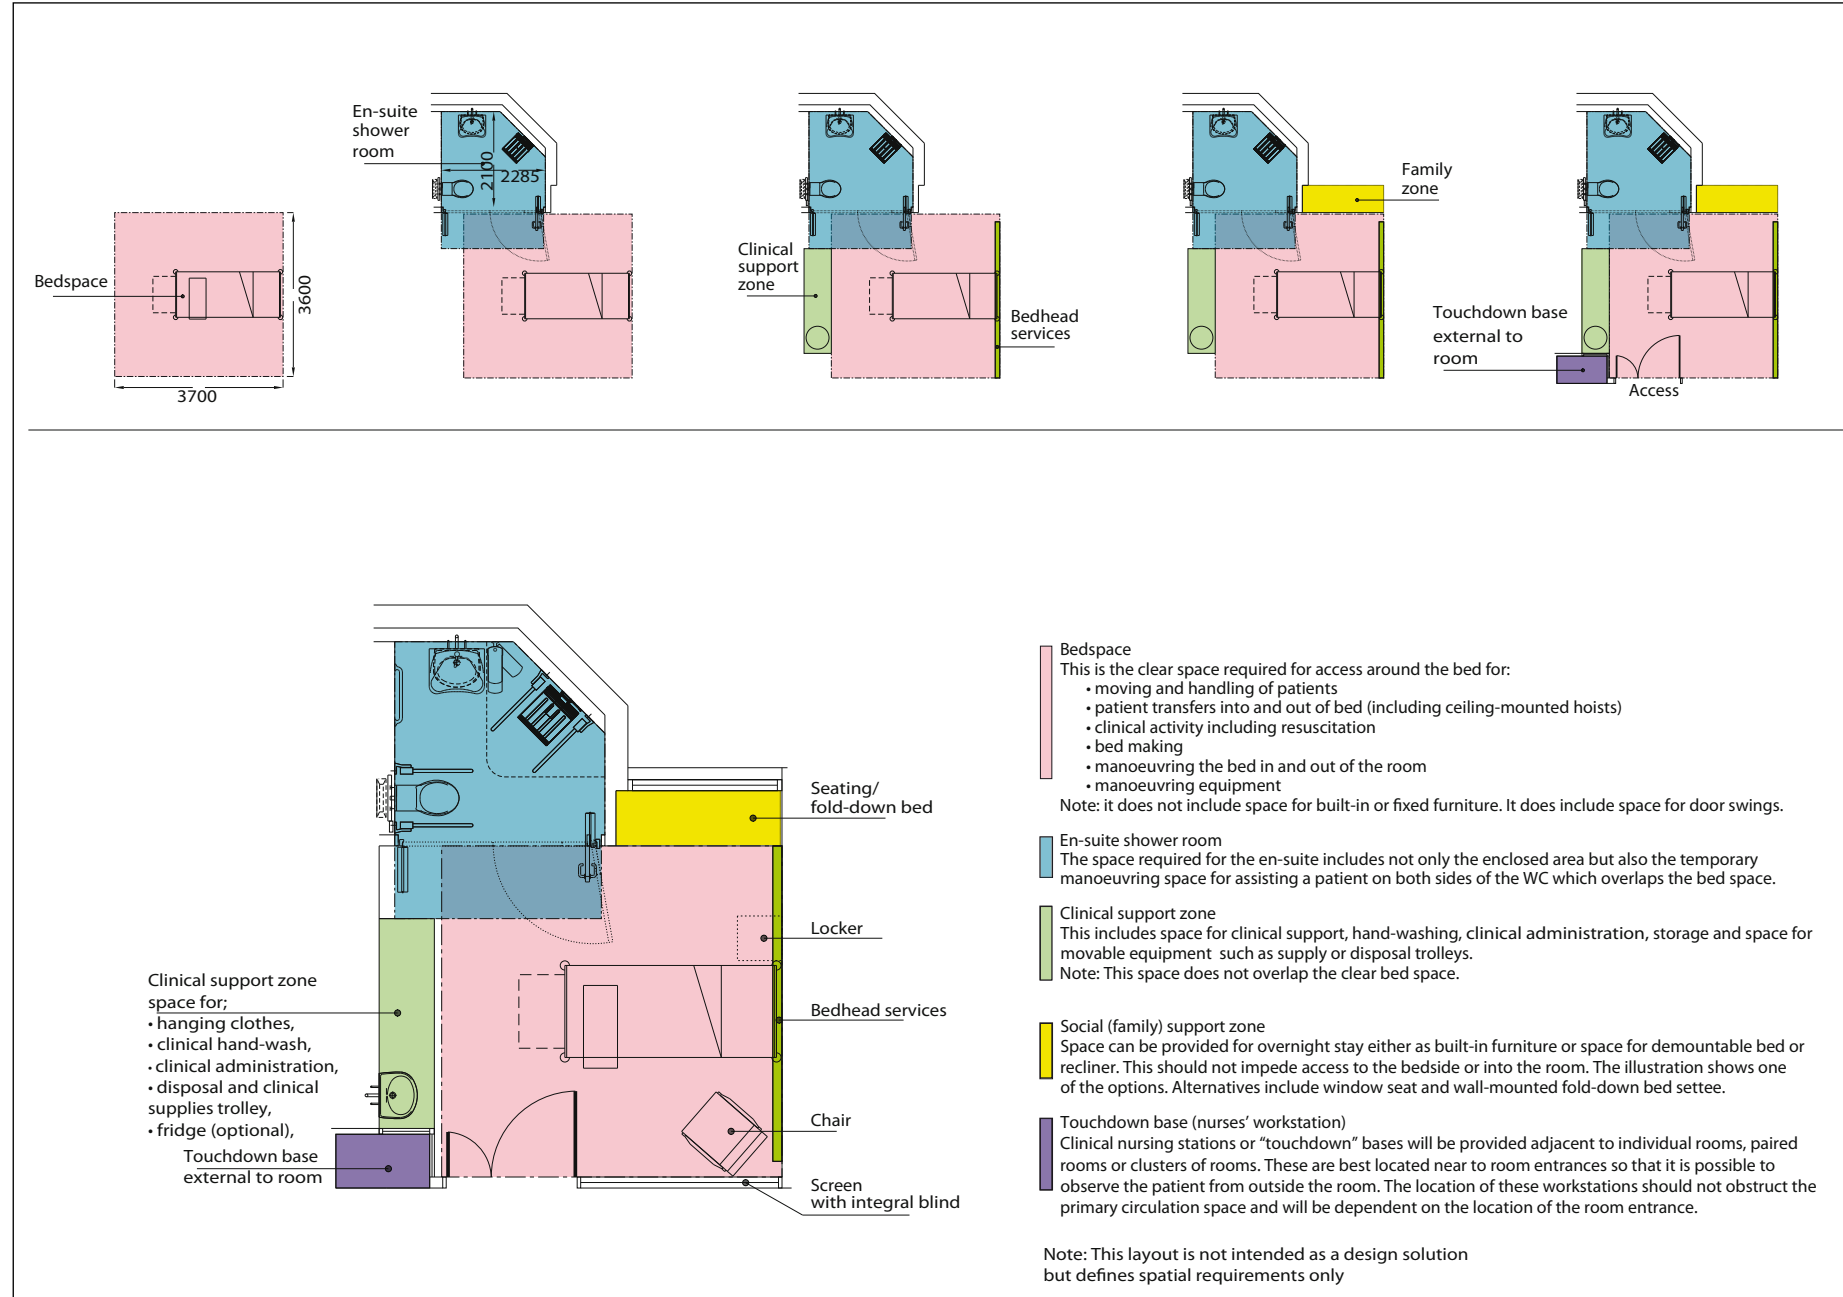 En-suite
shower
room
2100
2285
Bedspace
3600
3700
Clinical
support
zone
Bedhead
services
Family
zone
Touchdown base
external to
room
Access
Seating/
fold-down bed
Locker
Bedhead services
Chair
Screen
with integral blind
Clinical support zone
space for;
• hanging clothes,
• clinical hand-wash,
• clinical administration,
• disposal and clinical
supplies trolley,
• fridge (optional),
Touchdown base
external to room
Bedspace
This is the clear space required for access around the bed for:
• moving and handling of patients
• patient transfers into and out of bed (including ceiling-mounted hoists)
• clinical activity including resuscitation
• bed making
• manoeuvring the bed in and out of the room
• manoeuvring equipment
Note: it does not include space for built-in or fixed furniture. It does include space for door swings.
En-suite shower room
The space required for the en-suite includes not only the enclosed area but also the temporary
manoeuvring space for assisting a patient on both sides of the WC which overlaps the bed space.
Clinical support zone
This includes space for clinical support, hand-washing, clinical administration, storage and space for
movable equipment such as supply or disposal trolleys.
Note: This space does not overlap the clear bed space.
Social (family) support zone
Space can be provided for overnight stay either as built-in furniture or space for demountable bed or
recliner. This should not impede access to the bedside or into the room. The illustration shows one
of the options. Alternatives include window seat and wall-mounted fold-down bed settee.
Touchdown base (nurses’ workstation)
Clinical nursing stations or “touchdown” bases will be provided adjacent to individual rooms, paired
rooms or clusters of rooms. These are best located near to room entrances so that it is possible to
observe the patient from outside the room. The location of these workstations should not obstruct the
primary circulation space and will be dependent on the location of the room entrance.
Note: This layout is not intended as a design solution
but defines spatial requirements only